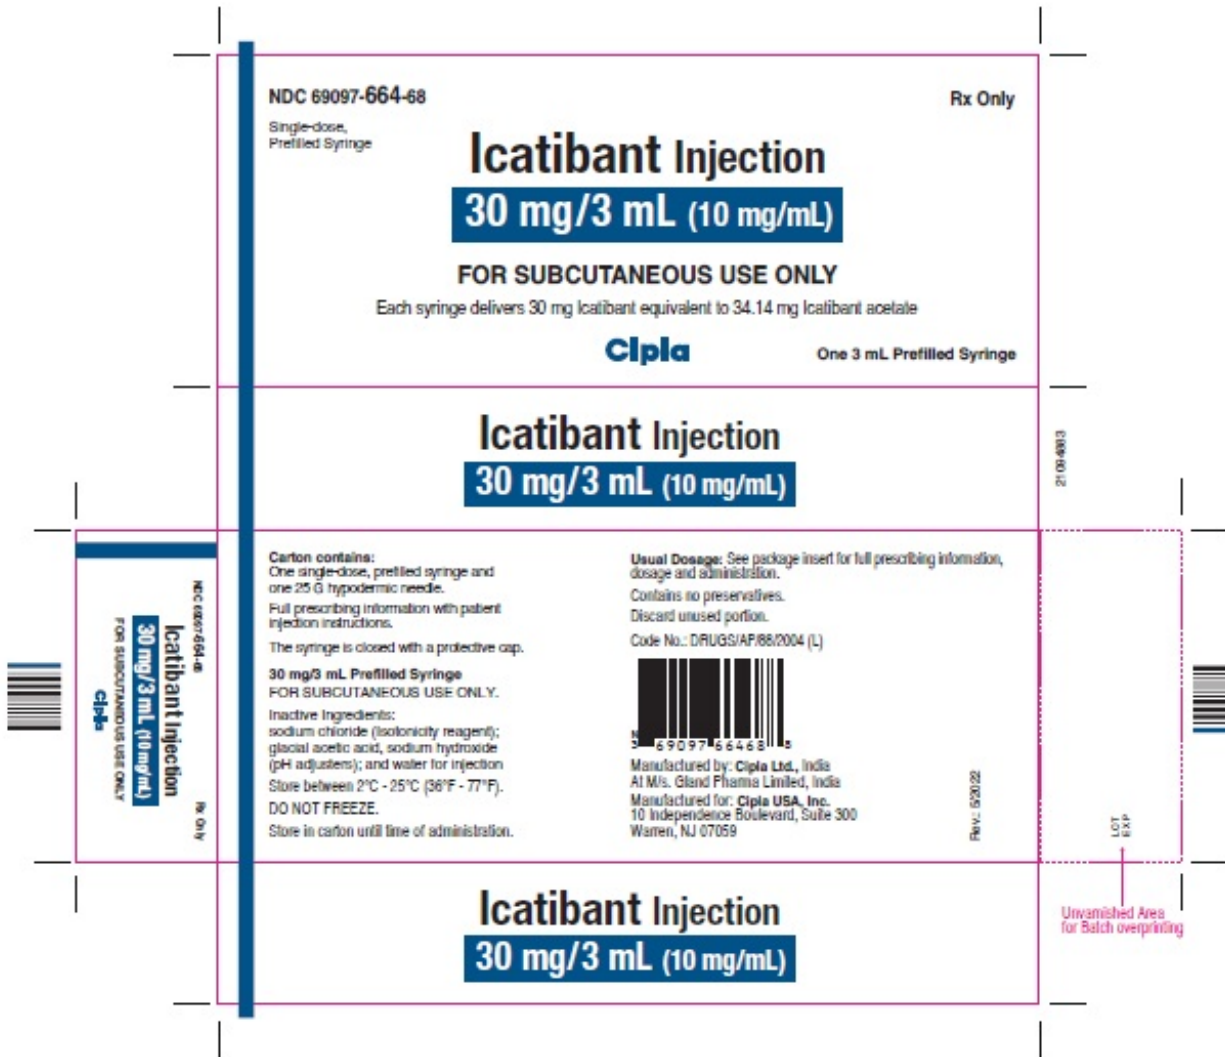 NDC 69097-664-68
Rx Only
Single-dose,
Prefilled Syringe
Icatibant Injection
30 mg/3 mL (10 mg/mL)
FOR SUBCUTANEOUS USE ONLY
Each syringe delivers 30 mg Icatibant equivalent to 34.14 mg Icatibant acetate
Cipla
One 3 mL Prefilled Syringe
Icatibant Injection
30 mg/3 mL (10 mg/mL)
21094883
NDC 69097-664-68
Rx Only
Icatibant Injection
30 mg/3 mL (10 mg/mL)
FOR SUBCUTANEOUS USE ONLY
Cipla
Carton contains:
One single-dose, prefilled syringe and
one 25 G hypodermic needle.
Full prescribing information with patient
injection instructions.
The syringe is closed with a protective cap.
30 mg/3 mL Prefilled Syringe
FOR SUBCUTANEOUS USE ONLY.
Inactive Ingredients:
sodium chloride (Isotonicity reagent);
glacial acetic acid, sodium hydroxide
(pH adjusters); and water for injection
Store between 2°C - 25°C (36°F - 77°F).
DO NOT FREEZE.
Store in carton until time of administration.
Usual Dosage: See package insert for full prescribing information,
dosage and administration.
Contains no preservatives.
Discard unused portion.
Code No.: DRUGS/AP/88/2004 (L)
N
3 69097 66468 8
Manufactured by: Cipla Ltd., India
At M/s. Gland Pharma Limited, India
Manufactured for: Cipla USA, Inc.
10 Independence Boulevard, Suite 300
Warren, NJ 07059
Rev.: 5/2022
LOT
EXP
Unvarnished Area
for Batch overprinting
Icatibant Injection
30 mg/3 mL (10 mg/mL)